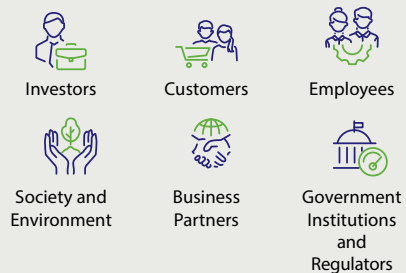 Investors
Customers
Employees
Society and
Environment
Business
Partners
Government
Institutions
and
Regulators